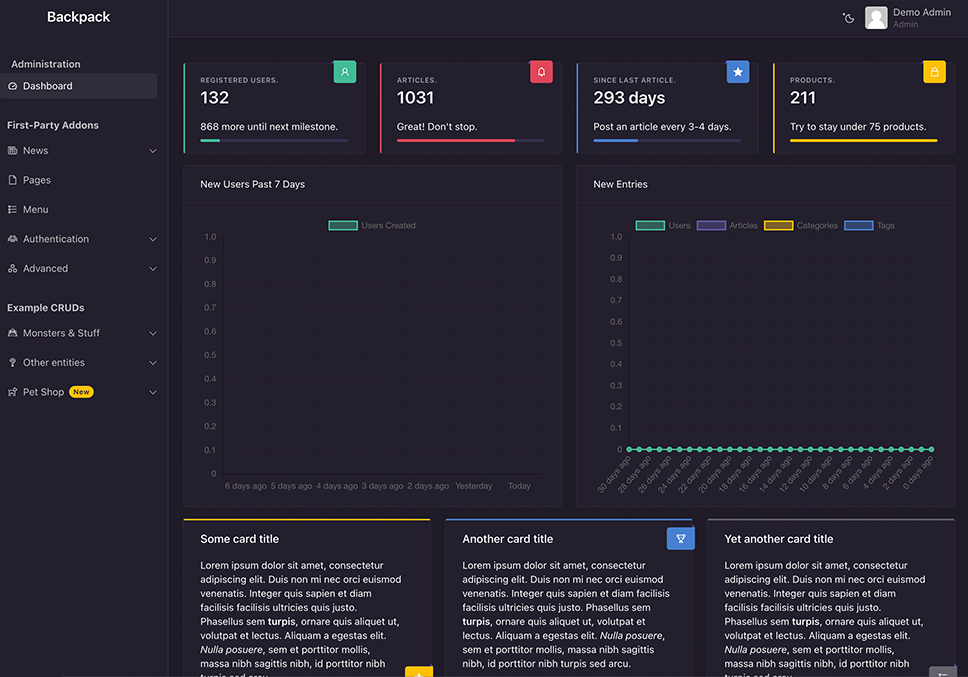 Backpack
Demo Admin
Admin
Administration
Dashboard
First-Party Addons
News
Pages
Menu
Authentication
Advanced
Example CRUDs
Monsters & Stuff
Other entities
Pet Shop New
REGISTERED USERS.
132
868 more until next milestone.
ARTICLES.
1031
Great! Don't stop.
SINCE LAST ARTICLE.
293 days
Post an article every 3-4 days.
PRODUCTS.
211
Try to stay under 75 products.
New Users Past 7 Days
Users Created
1.0
0.9
0.8
0.7
0.6
0.5
0.4
0.3
0.2
0.1
0
6 days ago 5 days ago 4 days ago 3 days ago 2 days ago Yesterday Today
New Entries
Users Articles Categories Tags
1.0
0.9
0.8
0.7
0.6
0.5
0.4
0.3
0.2
0.1
0
30 days ago 28 days ago 26 days ago 24 days ago 22 days ago 20 days ago 18 days ago 16 days ago 14 days ago 12 days ago 10 days ago 8 days ago 6 days ago 4 days ago 2 days ago 0 days ago
Some card title
Lorem ipsum dolor sit amet, consectetur
adipiscing elit. Duis non mi nec orci euismod
venenatis. Integer quis sapien et diam
facilisis facilisis ultricies quis justo.
Phasellus sem turpis, ornare quis aliquet ut,
volutpat et lectus. Aliquam a egestas elit.
Nulla posuere, sem et porttitor mollis,
massa nibh sagittis nibh, id porttitor nibh
turpis sed arcu.
Another card title
Lorem ipsum dolor sit amet, consectetur
adipiscing elit. Duis non mi nec orci euismod
venenatis. Integer quis sapien et diam
facilisis facilisis ultricies quis justo. Phasellus sem
turpis, ornare quis aliquet ut, volutpat et
lectus. Aliquam a egestas elit. Nulla posuere,
sem et porttitor mollis, massa nibh sagittis
nibh, id porttitor nibh turpis sed arcu.
Yet another card title
Lorem ipsum dolor sit amet, consectetur
adipiscing elit. Duis non mi nec orci euismod
venenatis. Integer quis sapien et diam
facilisis facilisis ultricies quis justo.
Phasellus sem turpis, ornare quis aliquet ut,
volutpat et lectus. Aliquam a egestas elit.
Nulla posuere, sem et porttitor mollis,
massa nibh sagittis nibh, id porttitor nibh
turpis sed arcu.